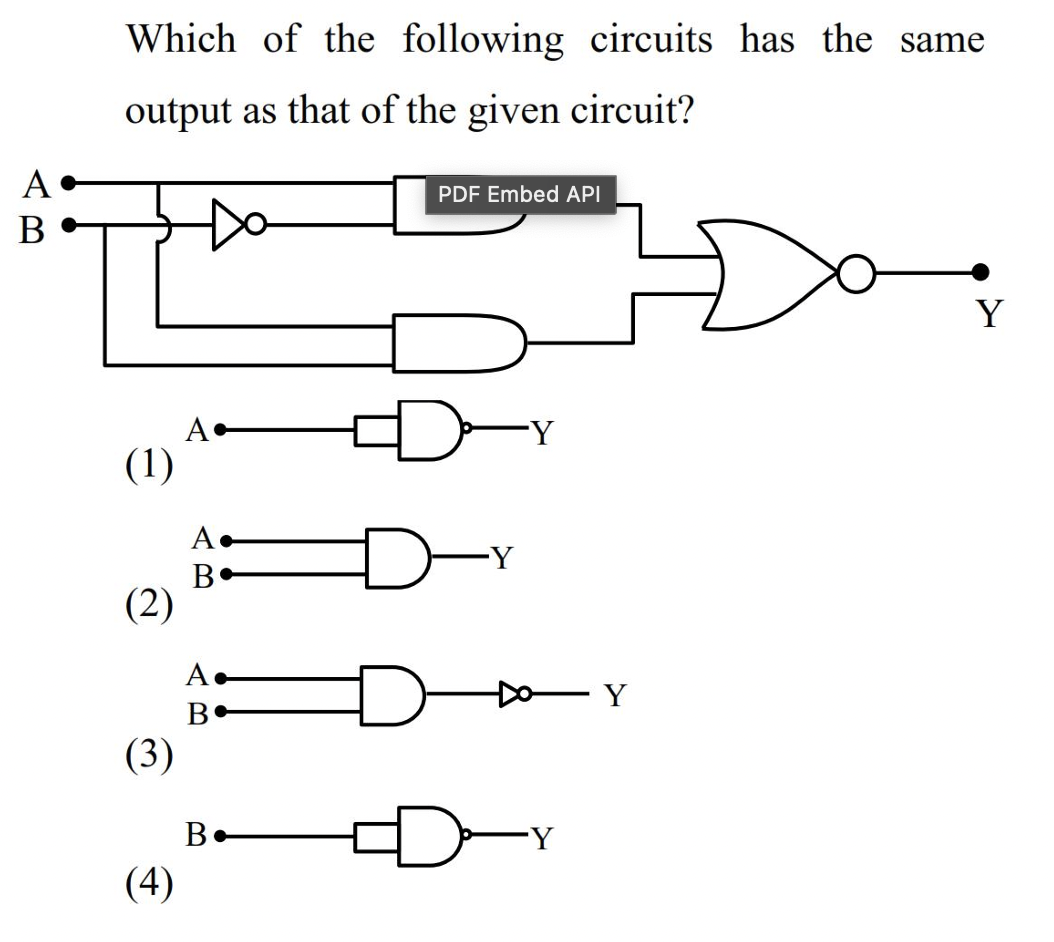 Which of the following circuits has the same
output as that of the given circuit?
A
PDF Embed API
B
Y
A
Y
(1)
A
Y
B
(2)
A
Y
B
(3)
B
Y
(4)